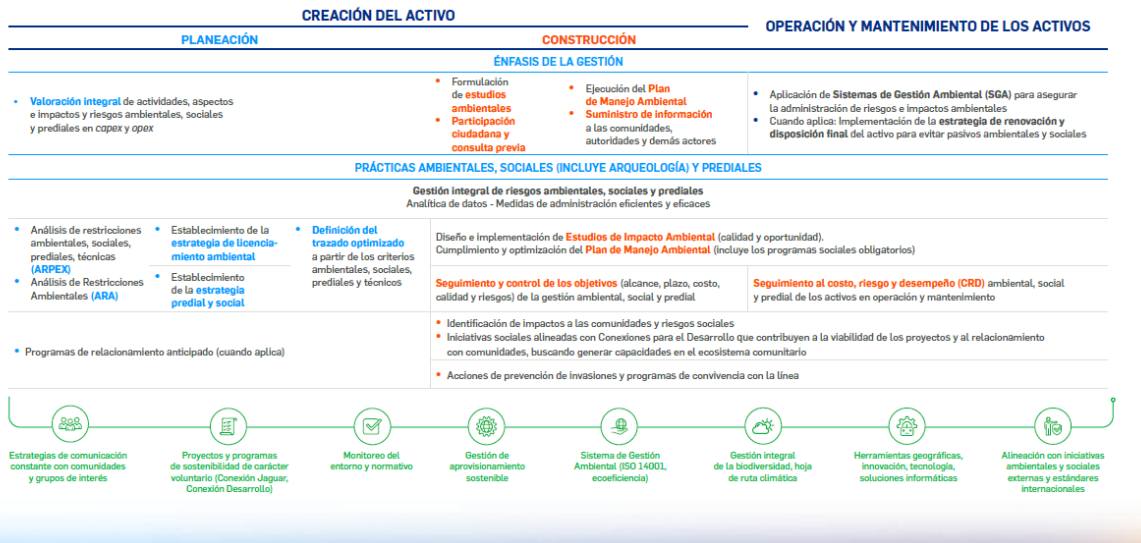 CREACIÓN DEL ACTIVO
OPERACIÓN Y MANTENIMIENTO DE LOS ACTIVOS
PLANEACIÓN
CONSTRUCCIÓN
ÉNFASIS DE LA GESTIÓN
• Valoración integral de actividades, aspectos
e impactos y riesgos ambientales, sociales
y prediales en capex y opex
• Formulación
de estudios
ambientales
• Participación
ciudadana y
consulta previa
• Ejecución del Plan
de Manejo Ambiental
• Suministro de información
a las comunidades,
autoridades y demás actores
• Aplicación de Sistemas de Gestión Ambiental (SGA) para asegurar
la administración de riesgos e impactos ambientales
• Cuando aplica: Implementación de la estrategia de renovación y
disposición final del activo para evitar pasivos ambientales y sociales
PRÁCTICAS AMBIENTALES, SOCIALES (INCLUYE ARQUEOLOGÍA) Y PREDIALES
Gestión integral de riesgos ambientales, sociales y prediales
Analítica de datos - Medidas de administración eficientes y eficaces
• Análisis de restricciones
ambientales, sociales,
prediales, técnicas
(ARPEX)
• Análisis de Restricciones
Ambientales (ARA)
• Establecimiento de la
estrategia de licencia-
miento ambiental
• Establecimiento
de la estrategia
predial y social
• Definición del
trazado optimizado
a partir de los criterios
ambientales, sociales,
prediales y técnicos
Diseño e implementación de Estudios de Impacto Ambiental (calidad y oportunidad).
Cumplimiento y optimización del Plan de Manejo Ambiental (incluye los programas sociales obligatorios)
Seguimiento y control de los objetivos (alcance, plazo, costo,
calidad y riesgos) de la gestión ambiental, social y predial
Seguimiento al costo, riesgo y desempeño (CRD) ambiental, social
y predial de los activos en operación y mantenimiento
• Programas de relacionamiento anticipado (cuando aplica)
• Identificación de impactos a las comunidades y riesgos sociales
• Iniciativas sociales alineadas con Conexiones para el Desarrollo que contribuyen a la viabilidad de los proyectos y al relacionamiento
con comunidades, buscando generar capacidades en el ecosistema comunitario
• Acciones de prevención de invasiones y programas de convivencia con la línea
Estrategias de comunicación
constante con comunidades
y grupos de interés
Proyectos y programas
de sostenibilidad de carácter
voluntario (Conexión Jaguar,
Conexión Desarrollo)
Monitoreo del
entorno y normativo
Gestión de
aprovisionamiento
sostenible
Sistema de Gestión
Ambiental (ISO 14001,
ecoeficiencia)
Gestión integral
de la biodiversidad, hoja
de ruta climática
Herramientas geográficas,
innovación, tecnología,
soluciones informáticas
Alineación con iniciativas
ambientales y sociales
externas y estándares
internacionales